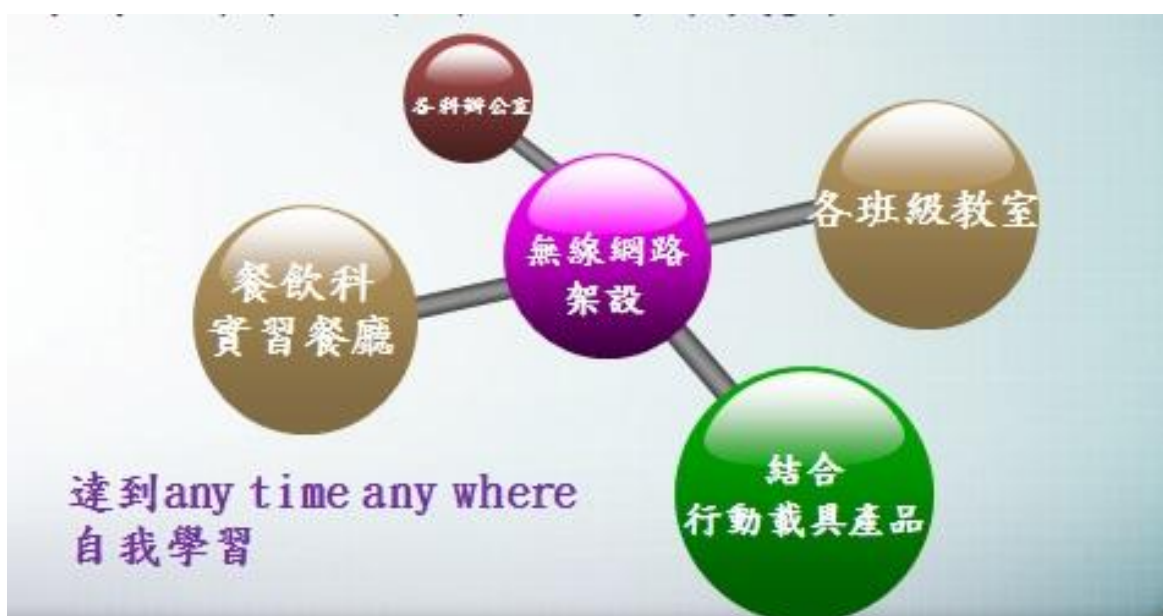 各科辦公室
各班級教室
無線網路
架設
餐飲科
實習餐廳
結合
行動載具產品
達到any time any where
自我學習